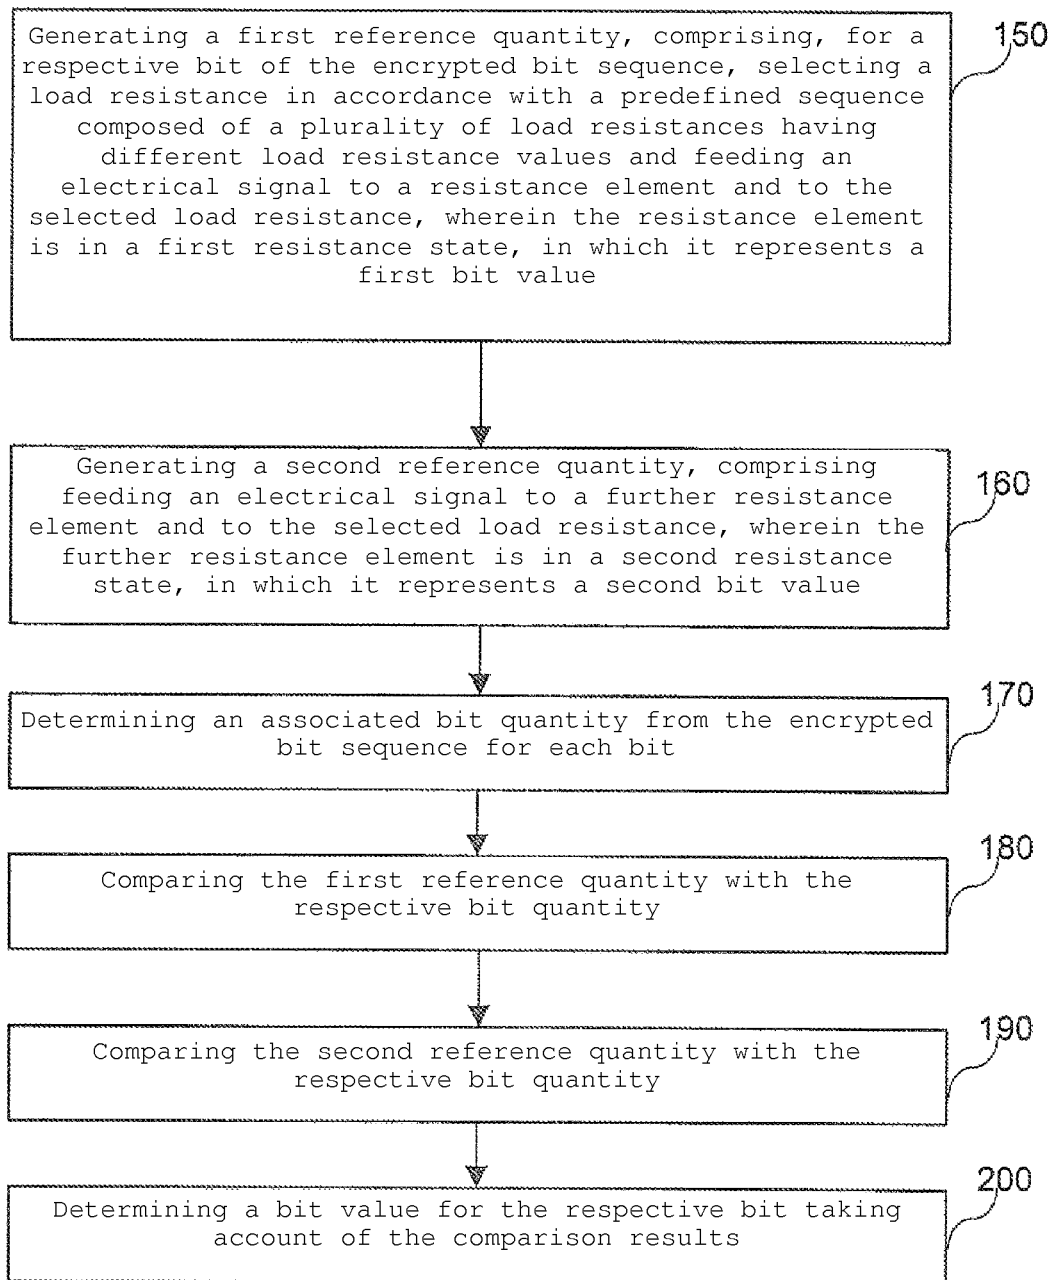 150
Generating a first reference quantity, comprising, for a
respective bit of the encrypted bit sequence, selecting a
load resistance in accordance with a predefined sequence
composed of a plurality of load resistances having
different load resistance values and feeding an
electrical signal to a resistance element and to the
selected load resistance, wherein the resistance element
is in a first resistance state, in which it represents a
first bit value
160
Generating a second reference quantity, comprising
feeding an electrical signal to a further resistance
element and to the selected load resistance, wherein the
further resistance element is in a second resistance
state, in which it represents a second bit value
170
Determining an associated bit quantity from the encrypted
bit sequence for each bit
180
Comparing the first reference quantity with the
respective bit quantity
190
Comparing the second reference quantity with the
respective bit quantity
200
Determining a bit value for the respective bit taking
account of the comparison results